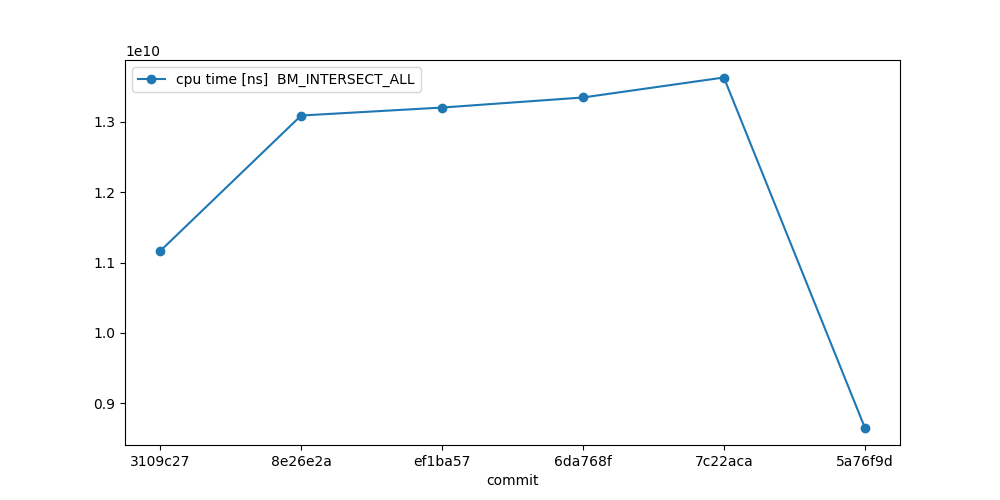 1e10
cpu time [ns]  BM_INTERSECT_ALL
1.3
1.2
1.1
1.0
0.9
3109c27 8e26e2a ef1ba57 6da768f 7c22aca 5a76f9d
commit